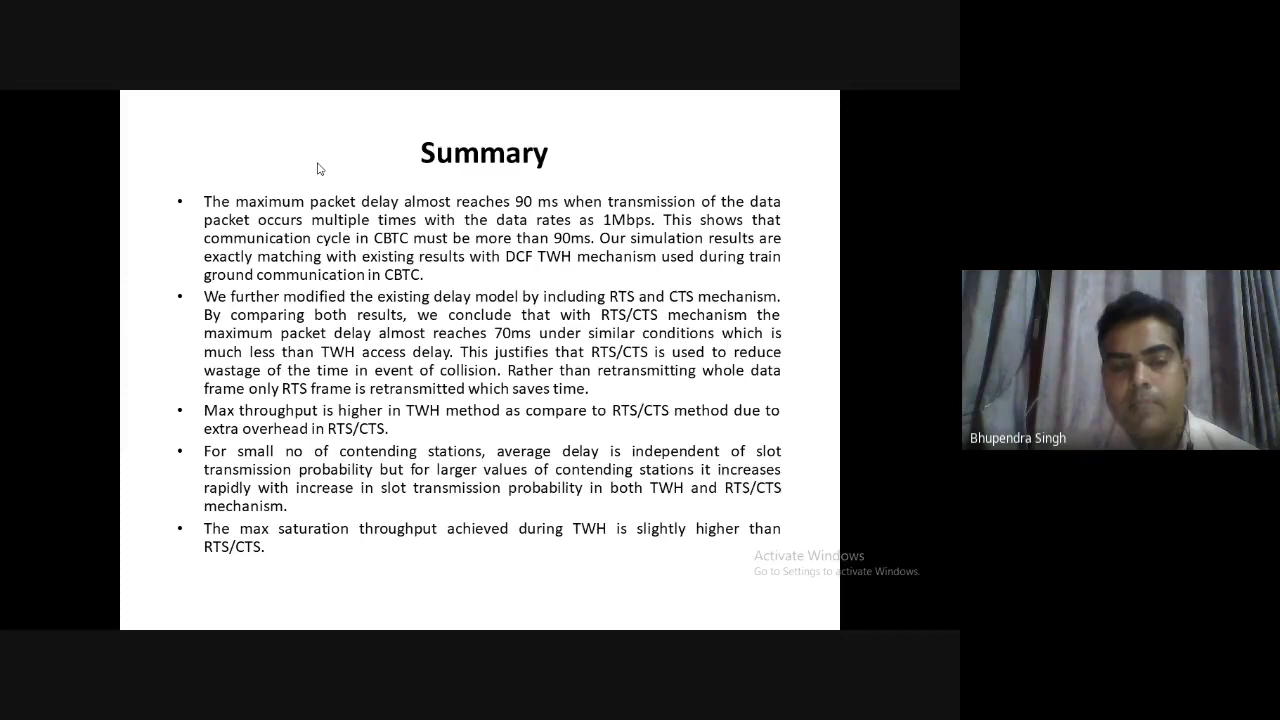 Summary
• The maximum packet delay almost reaches 90 ms when transmission of the data
packet occurs multiple times with the data rates as 1Mbps. This shows that
communication cycle in CBTC must be more than 90ms. Our simulation results are
exactly matching with existing results with DCF TWH mechanism used during train
ground communication in CBTC.
• We further modified the existing delay model by including RTS and CTS mechanism.
By comparing both results, we conclude that with RTS/CTS mechanism the
maximum packet delay almost reaches 70ms under similar conditions which is
much less than TWH access delay. This justifies that RTS/CTS is used to reduce
wastage of the time in event of collision. Rather than retransmitting whole data
frame only RTS frame is retransmitted which saves time.
• Max throughput is higher in TWH method as compare to RTS/CTS method due to
extra overhead in RTS/CTS.
• For small no of contending stations, average delay is independent of slot
transmission probability but for larger values of contending stations it increases
rapidly with increase in slot transmission probability in both TWH and RTS/CTS
mechanism.
• The max saturation throughput achieved during TWH is slightly higher than
RTS/CTS.
Activate Windows
Go to Settings to activate Windows.
Bhupendra Singh